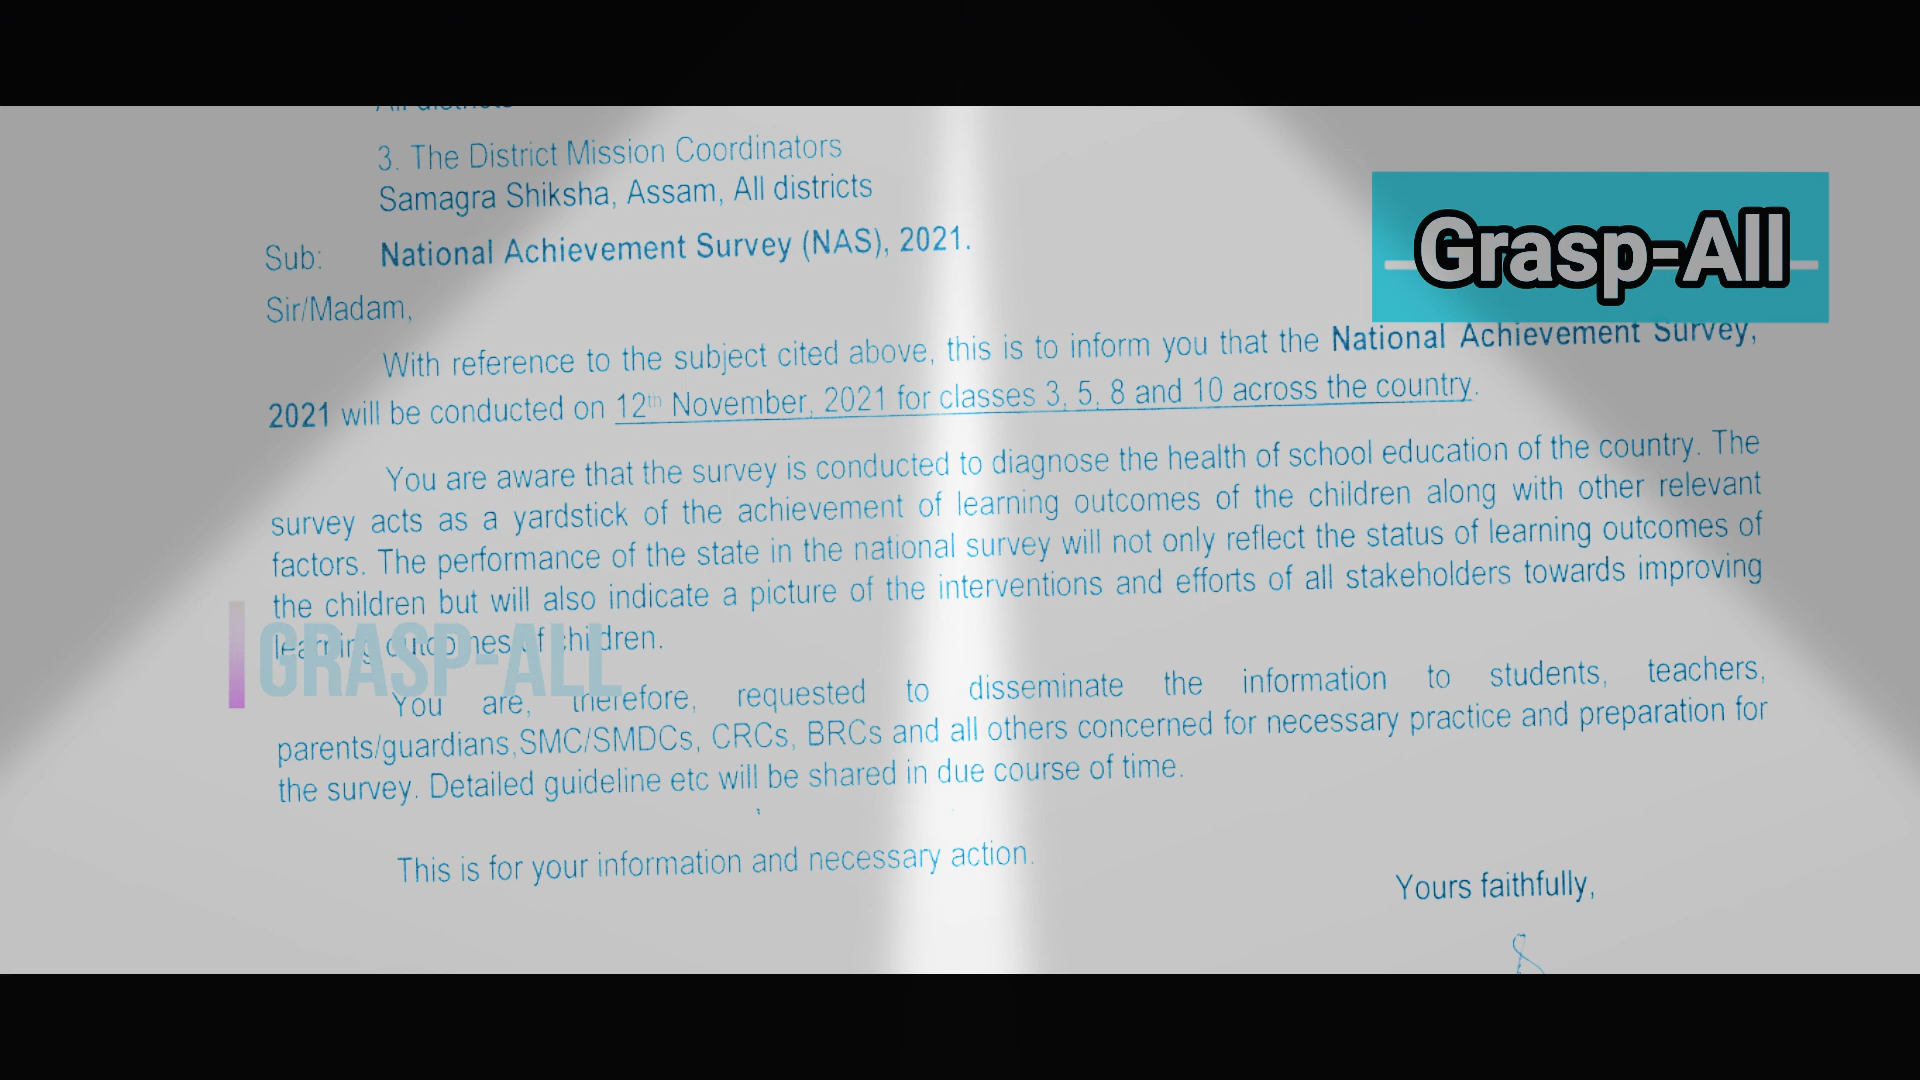 All districts
3. The District Mission Coordinators
Samagra Shiksha, Assam, All districts
Sub: National Achievement Survey (NAS), 2021.
Grasp-All
Sir/Madam,
With reference to the subject cited above, this is to inform you that the National Achievement Survey,
2021 will be conducted on 12th November, 2021 for classes 3, 5, 8 and 10 across the country.
You are aware that the survey is conducted to diagnose the health of school education of the country. The
survey acts as a yardstick of the achievement of learning outcomes of the children along with other relevant
factors. The performance of the state in the national survey will not only reflect the status of learning outcomes of
the children but will also indicate a picture of the interventions and efforts of all stakeholders towards improving
learning outcomes of children.
GRASP-ALL
You are, therefore, requested to disseminate the information to students, teachers,
parents/guardians,SMC/SMDCs, CRCs, BRCs and all others concerned for necessary practice and preparation for
the survey. Detailed guideline etc will be shared in due course of time.
This is for your information and necessary action.
Yours faithfully,